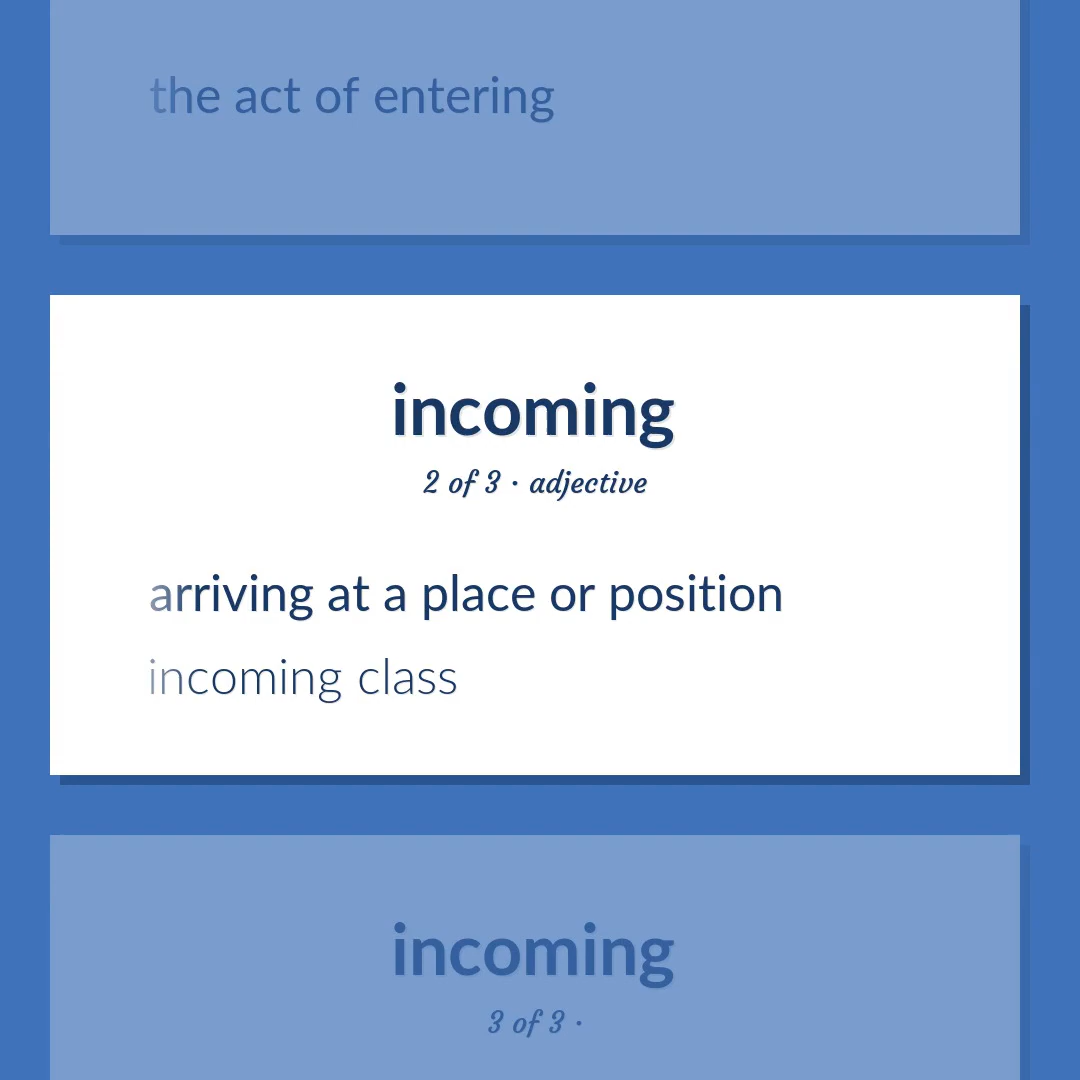 the act of entering
incoming
2 of 3 · adjective
arriving at a place or position
incoming class
incoming
3 of 3 ·